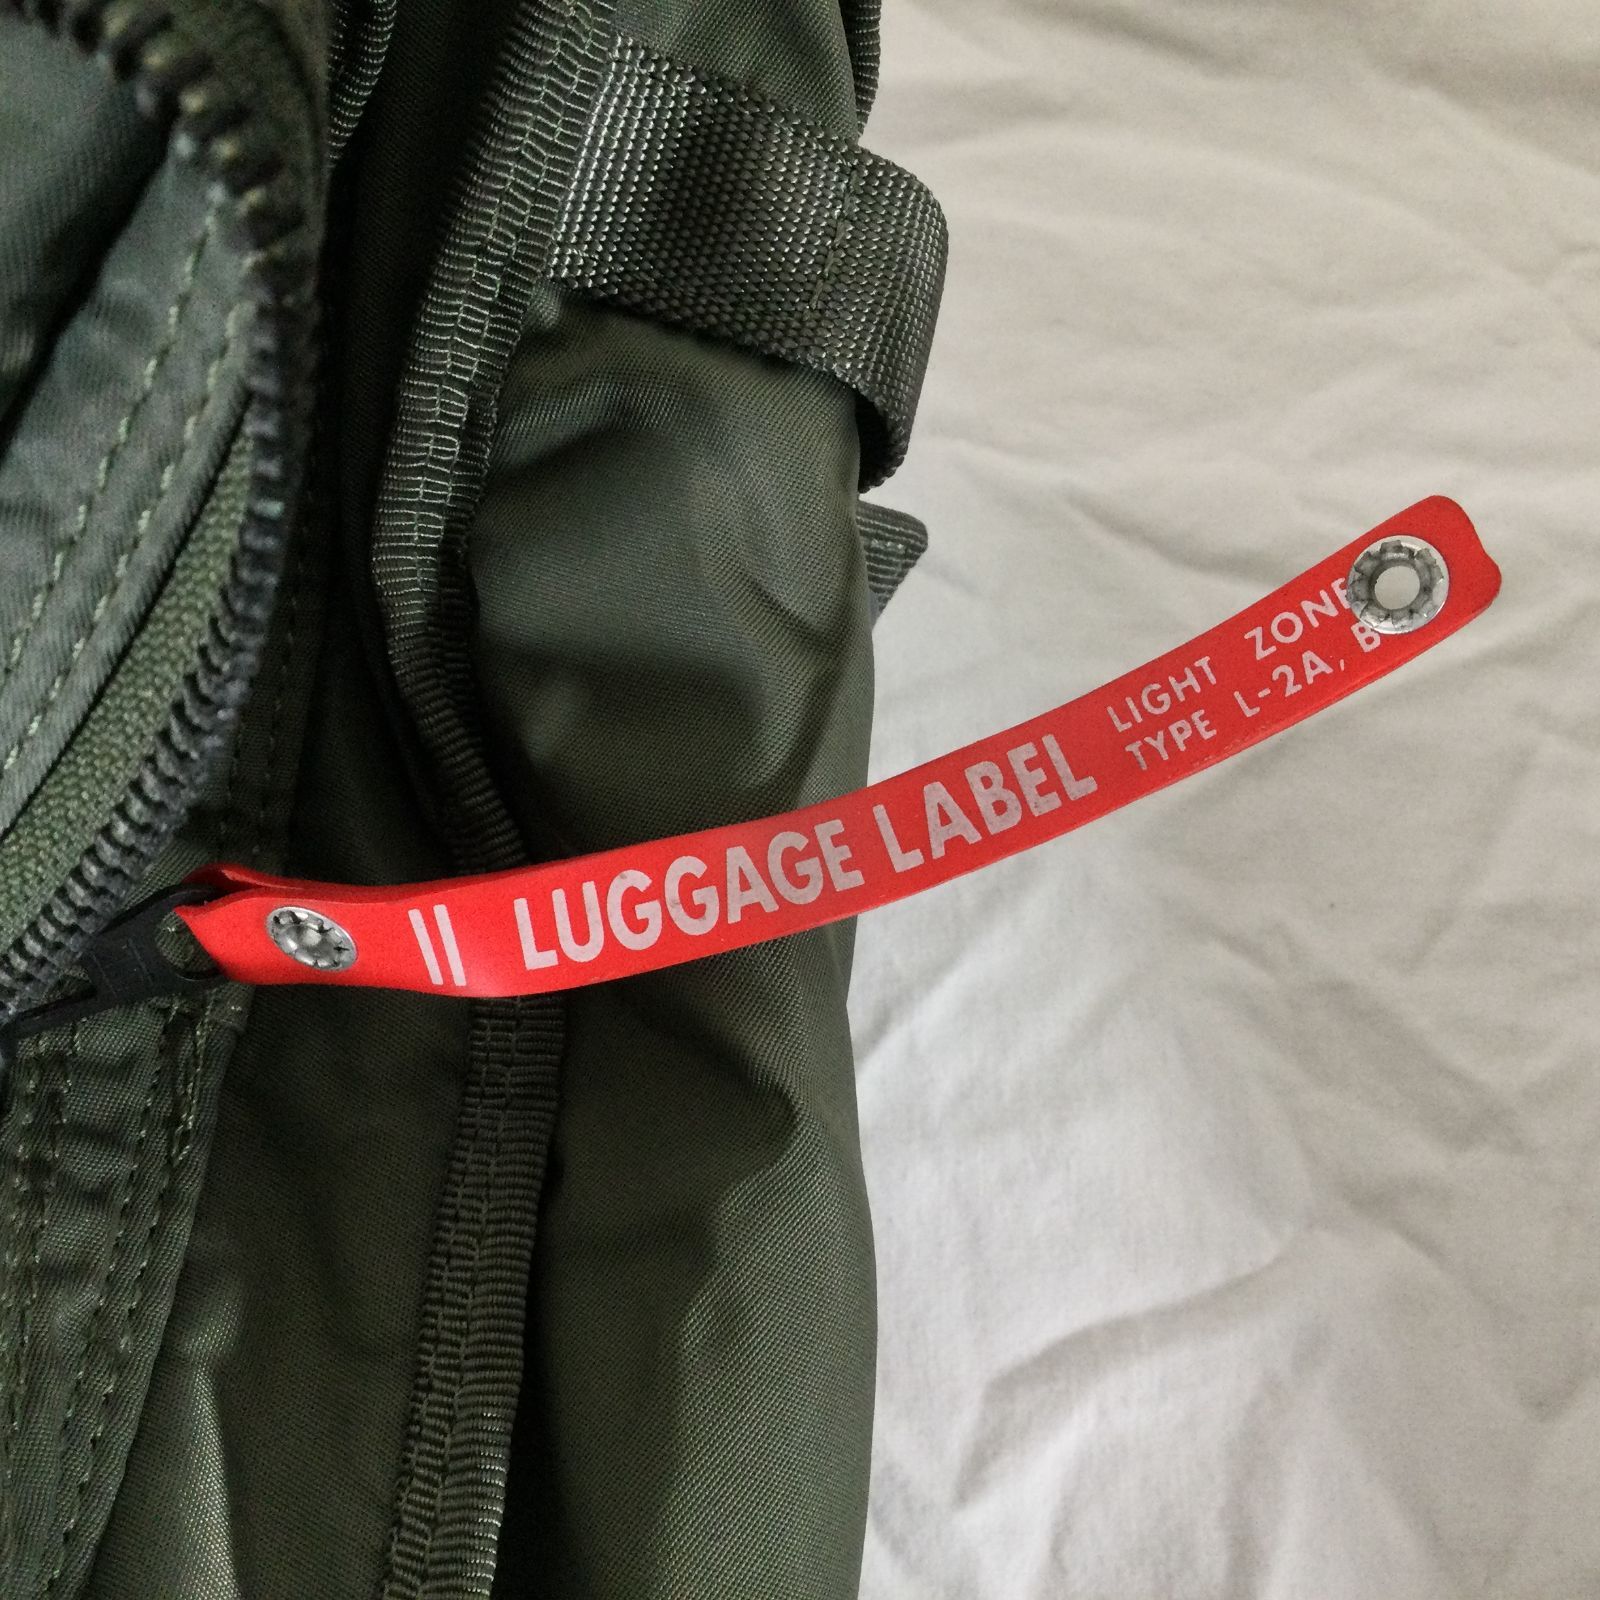 LUGGAGE LABEL
LIGHT ZONE
TYPE L-2A, B